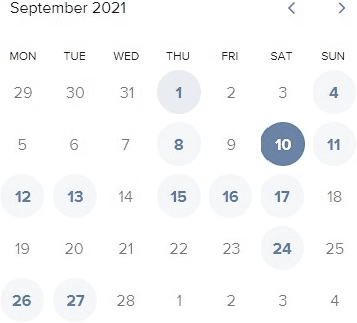 September 2021
MON TUE WED THU FRI SAT SUN
29 30 31 1 2 3 4
5 6 7 8 9 10 11
12 13 14 15 16 17 18
19 20 21 22 23 24 25
26 27 28 1 2 3 4